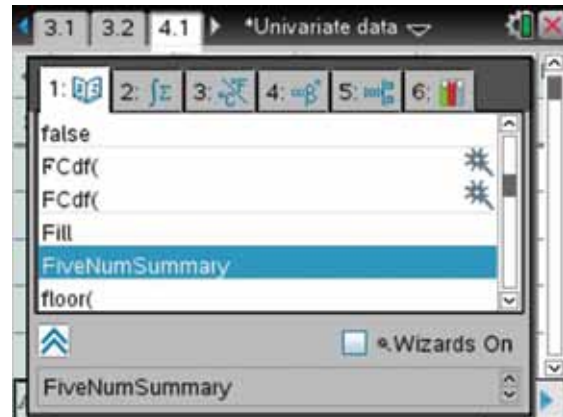 3.1 3.2 4.1 *Univariate data
1: 2: ∫Σ 3: 4: ∞β° 5: 6:
false
FCdf(
FCdf(
Fill
FiveNumSummary
floor(
Wizards On
FiveNumSummary